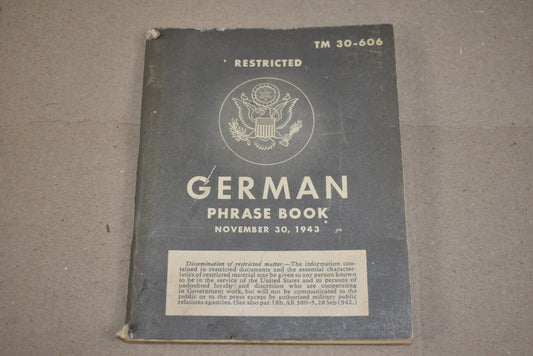 TM 30-606
RESTRICTED
GERMAN
PHRASE BOOK
NOVEMBER 30, 1943
Dissemination of restricted matter.—The information con-
tained in restricted documents and the essential character-
istics of restricted material may be given to any person known
to be in the service of the United States and to persons of
undoubted loyalty and discretion who are cooperating
in Government work, but will not be communicated to the
public or to the press except by authorized military public
relations agencies. (See also par. 18b, AR 380-5, 28 Sep 1942.)